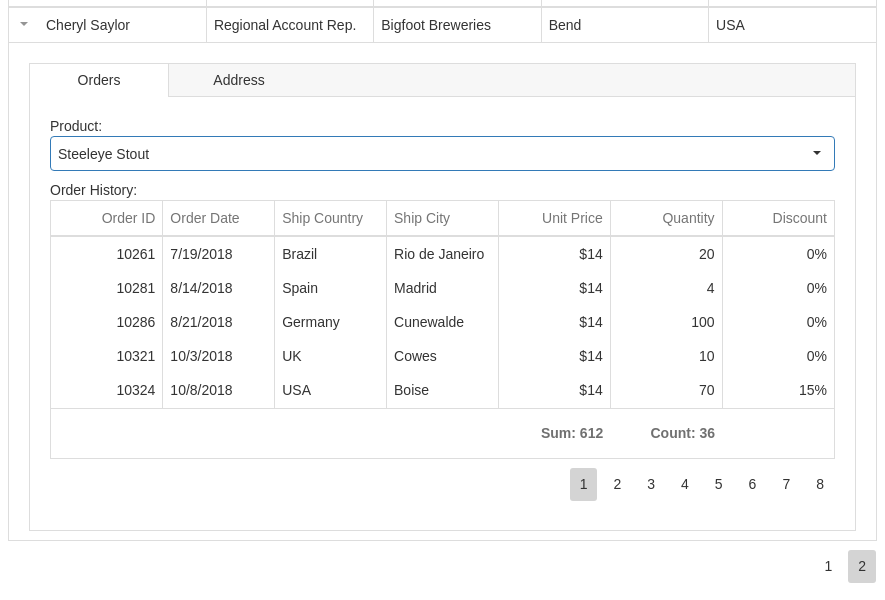 Cheryl Saylor Regional Account Rep. Bigfoot Breweries Bend USA
Orders Address
Product:
Steeleye Stout
Order History:
Order ID Order Date Ship Country Ship City Unit Price Quantity Discount
10261 7/19/2018 Brazil Rio de Janeiro $14 20 0%
10281 8/14/2018 Spain Madrid $14 4 0%
10286 8/21/2018 Germany Cunewalde $14 100 0%
10321 10/3/2018 UK Cowes $14 10 0%
10324 10/8/2018 USA Boise $14 70 15%
Sum: 612 Count: 36
1 2 3 4 5 6 7 8
1 2